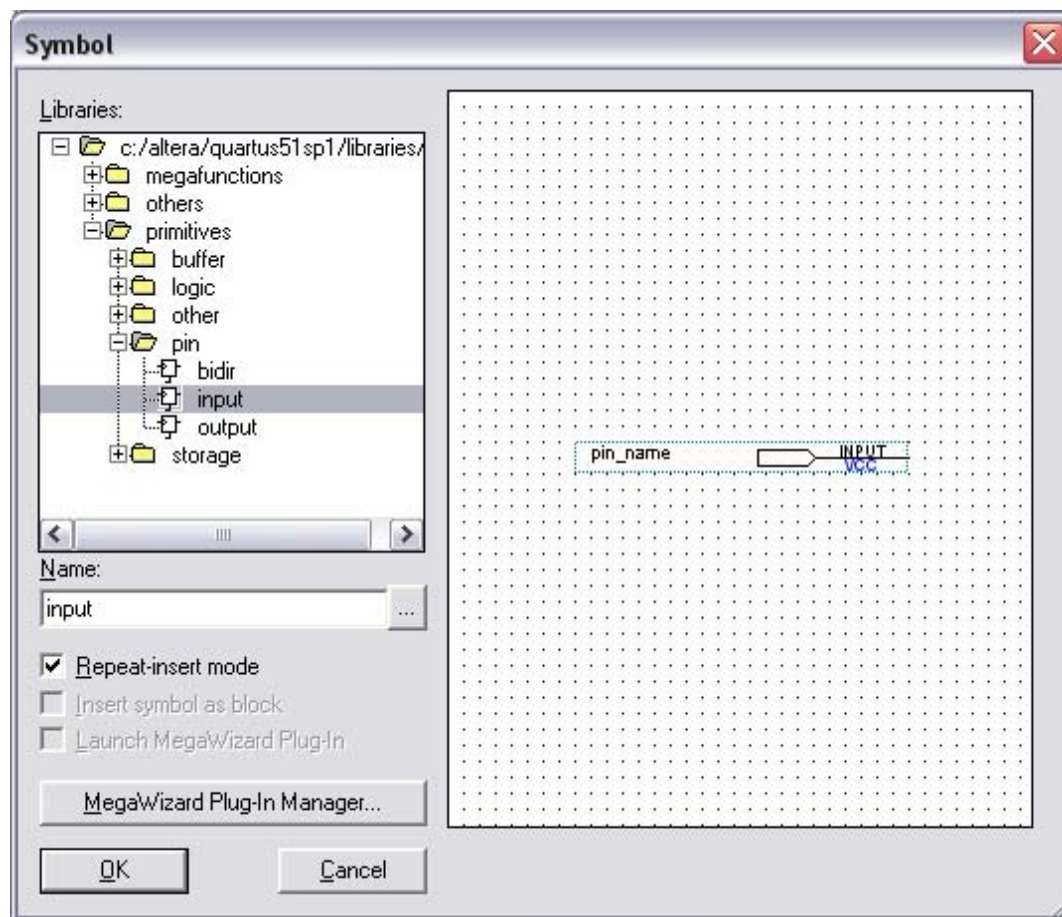 Symbol
Libraries:
c:/altera/quartus51sp1/libraries/
megafunctions
others
primitives
buffer
logic
other
pin
bidir
input
output
storage
Name:
input
...
Repeat-insert mode
Insert symbol as block
Launch MegaWizard Plug-In
MegaWizard Plug-In Manager...
OK
Cancel
pin_name
INPUT
VCC